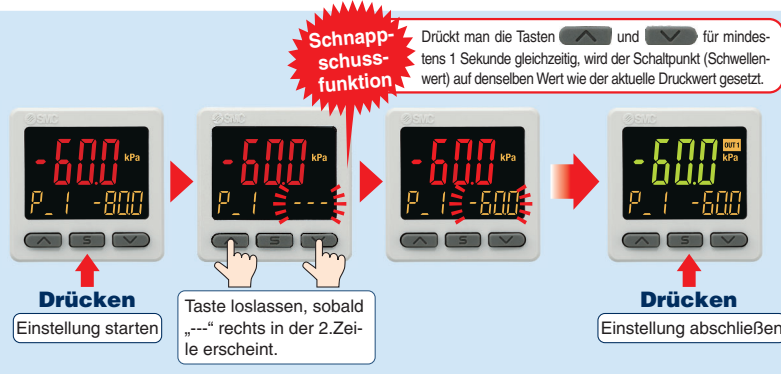 Schnapp-
schuss-
funktion
Drückt man die Tasten und für mindes-
tens 1 Sekunde gleichzeitig, wird der Schaltpunkt (Schwellen-
wert) auf denselben Wert wie der aktuelle Druckwert gesetzt.
SMC
-60.0 kPa
P_1 -80.0
S
Drücken
Einstellung starten
SMC
-60.0 kPa
P_1 ---
S
Taste loslassen, sobald
„---“ rechts in der 2.Zei-
le erscheint.
SMC
-60.0 kPa
P_1 -60.0
S
SMC
OUT1
-60.0 kPa
P_1 -60.0
S
Drücken
Einstellung abschließen